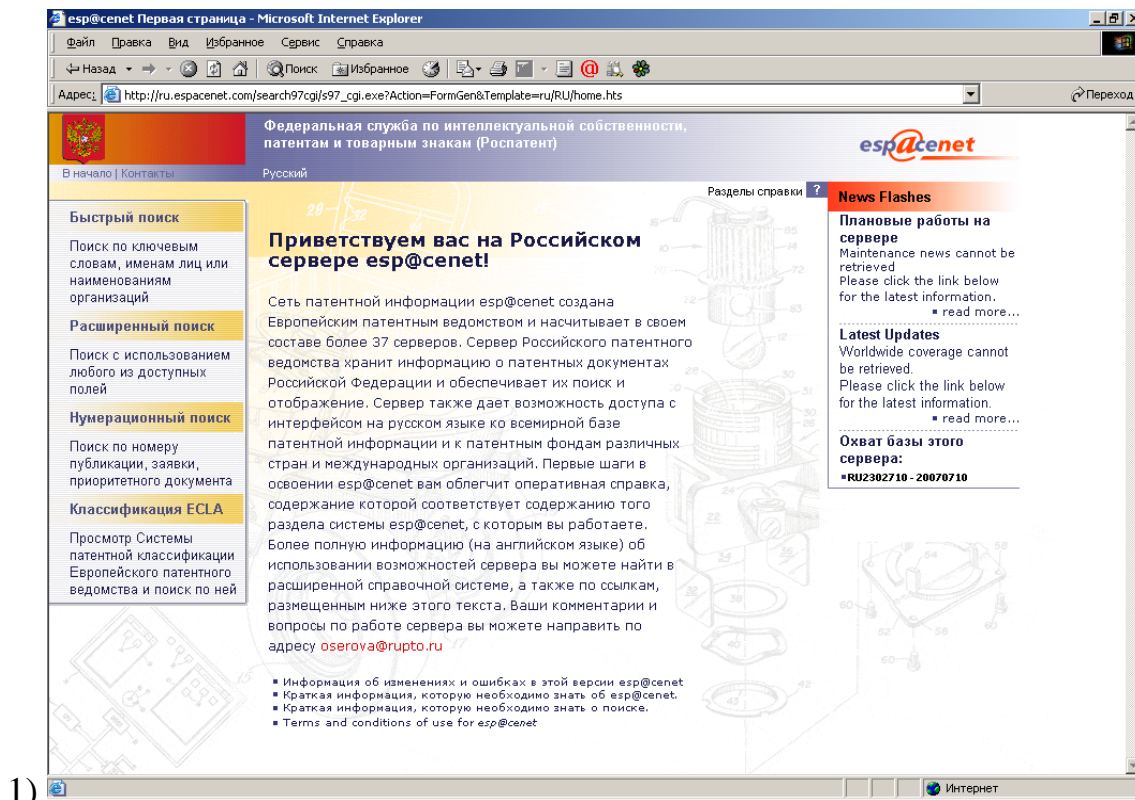 esp@cenet Первая страница - Microsoft Internet Explorer
Файл Правка Вид Избранное Сервис Справка
Назад Поиск Избранное
Адрес: http://ru.espacenet.com/search97cgi/s97_cgi.exe?Action=FormGen&Template=ru/RU/home.hts Переход
Федеральная служба по интеллектуальной собственности,
патентам и товарным знакам (Роспатент)
esp@cenet
В начало | Контакты
Русский
Разделы справки ?
Быстрый поиск
Поиск по ключевым
словам, именам лиц или
наименованиям
организаций
Расширенный поиск
Поиск с использованием
любого из доступных
полей
Нумерационный поиск
Поиск по номеру
публикации, заявки,
приоритетного документа
Классификация ECLA
Просмотр Системы
патентной классификации
Европейского патентного
ведомства и поиск по ней
Приветствуем вас на Российском
сервере esp@cenet!
Сеть патентной информации esp@cenet создана
Европейским патентным ведомством и насчитывает в своем
составе более 37 серверов. Сервер Российского патентного
ведомства хранит информацию о патентных документах
Российской Федерации и обеспечивает их поиск и
отображение. Сервер также дает возможность доступа с
интерфейсом на русском языке ко всемирной базе
патентной информации и к патентным фондам различных
стран и международных организаций. Первые шаги в
освоении esp@cenet вам облегчит оперативная справка,
содержание которой соответствует содержанию того
раздела системы esp@cenet, с которым вы работаете.
Более полную информацию (на английском языке) об
использовании возможностей сервера вы можете найти в
расширенной справочной системе, а также по ссылкам,
размещенным ниже этого текста. Ваши комментарии и
вопросы по работе сервера вы можете направить по
адресу oserova@rupto.ru
Информация об изменениях и ошибках в этой версии esp@cenet
Краткая информация, которую необходимо знать об esp@cenet.
Краткая информация, которую необходимо знать о поиске.
Terms and conditions of use for esp@cenet
News Flashes
Плановые работы на
сервере
Maintenance news cannot be
retrieved
Please click the link below
for the latest information.
read more...
Latest Updates
Worldwide coverage cannot
be retrieved.
Please click the link below
for the latest information.
read more...
Охват базы этого
сервера:
RU2302710 - 20070710
1)
Интернет